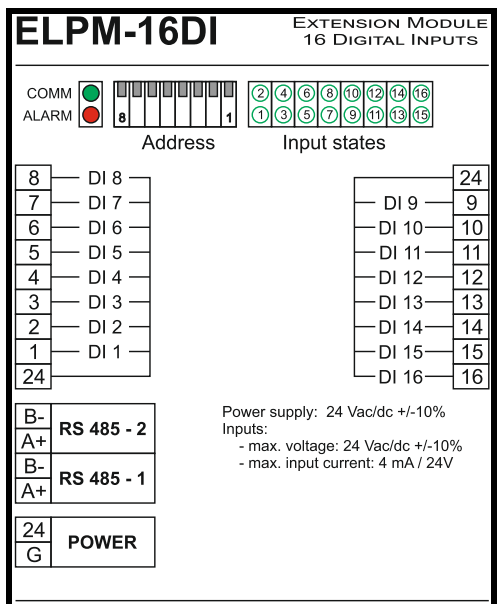 ELPM-16DI
EXTENSION MODULE
16 DIGITAL INPUTS
COMM
ALARM
8 1
Address
2 4 6 8 10 12 14 16
1 3 5 7 9 11 13 15
Input states
8 DI 8
7 DI 7
6 DI 6
5 DI 5
4 DI 4
3 DI 3
2 DI 2
1 DI 1
24
24
DI 9 9
DI 10 10
DI 11 11
DI 12 12
DI 13 13
DI 14 14
DI 15 15
DI 16 16
B-
A+
RS 485 - 2
B-
A+
RS 485 - 1
24
G
POWER
Power supply: 24 Vac/dc +/-10%
Inputs:
- max. voltage: 24 Vac/dc +/-10%
- max. input current: 4 mA / 24V